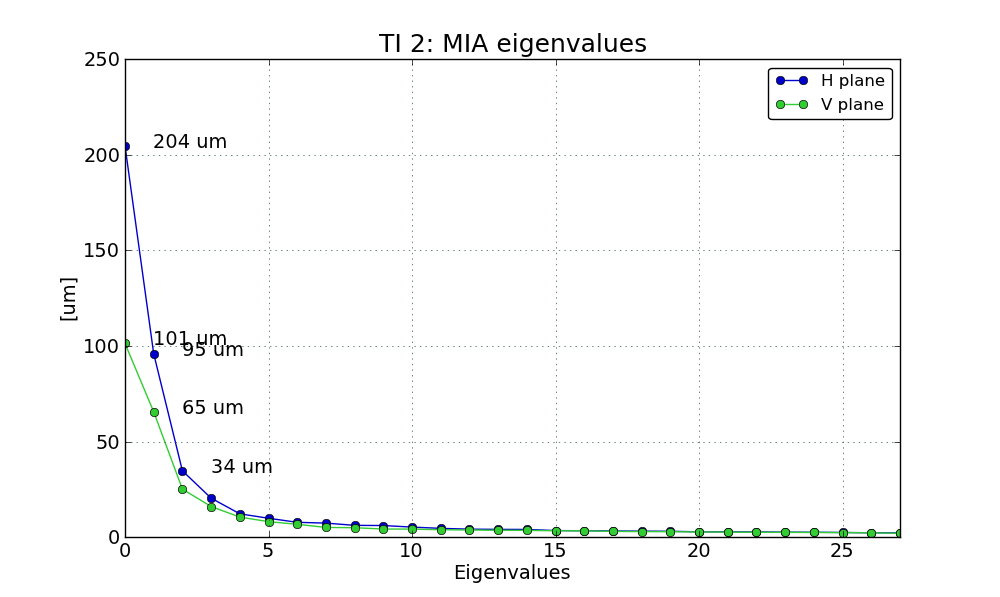 TI 2: MIA eigenvalues
250
200
150
100
50
0
[um]
H plane
V plane
204 um
101 um
95 um
65 um
34 um
0 5 10 15 20 25
Eigenvalues